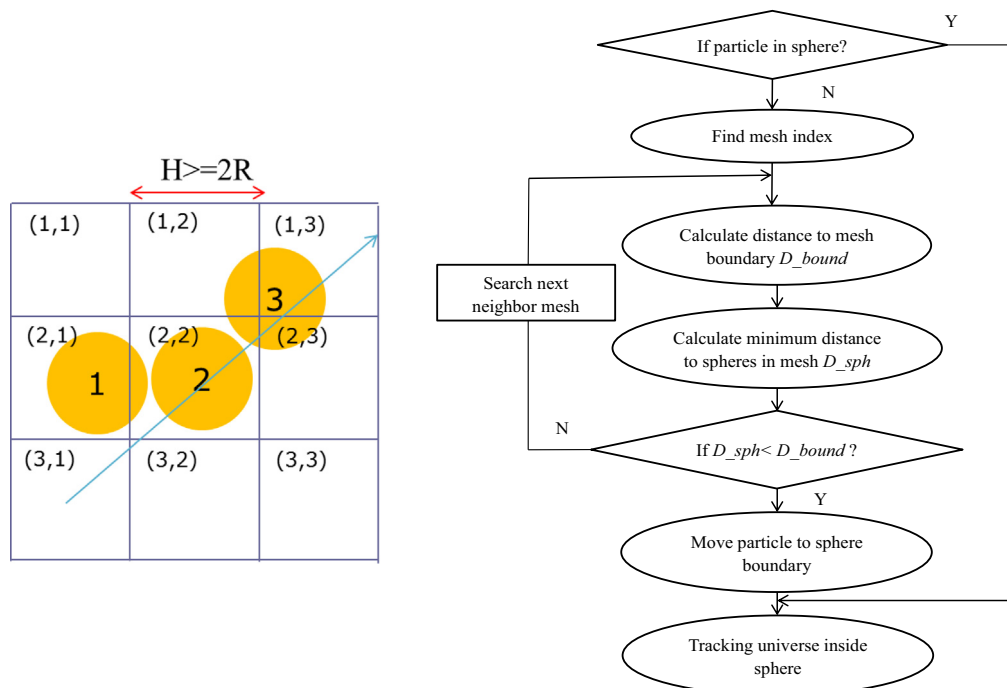 H>=2R
(1,1)
(1,2)
(1,3)
3
(2,1)
(2,2)
(2,3)
1
2
(3,1)
(3,2)
(3,3)
If particle in sphere?
Y
N
Find mesh index
Calculate distance to mesh
boundary D_bound
Search next
neighbor mesh
Calculate minimum distance
to spheres in mesh D_sph
N
If D_sph< D_bound ?
Y
Move particle to sphere
boundary
Tracking universe inside
sphere